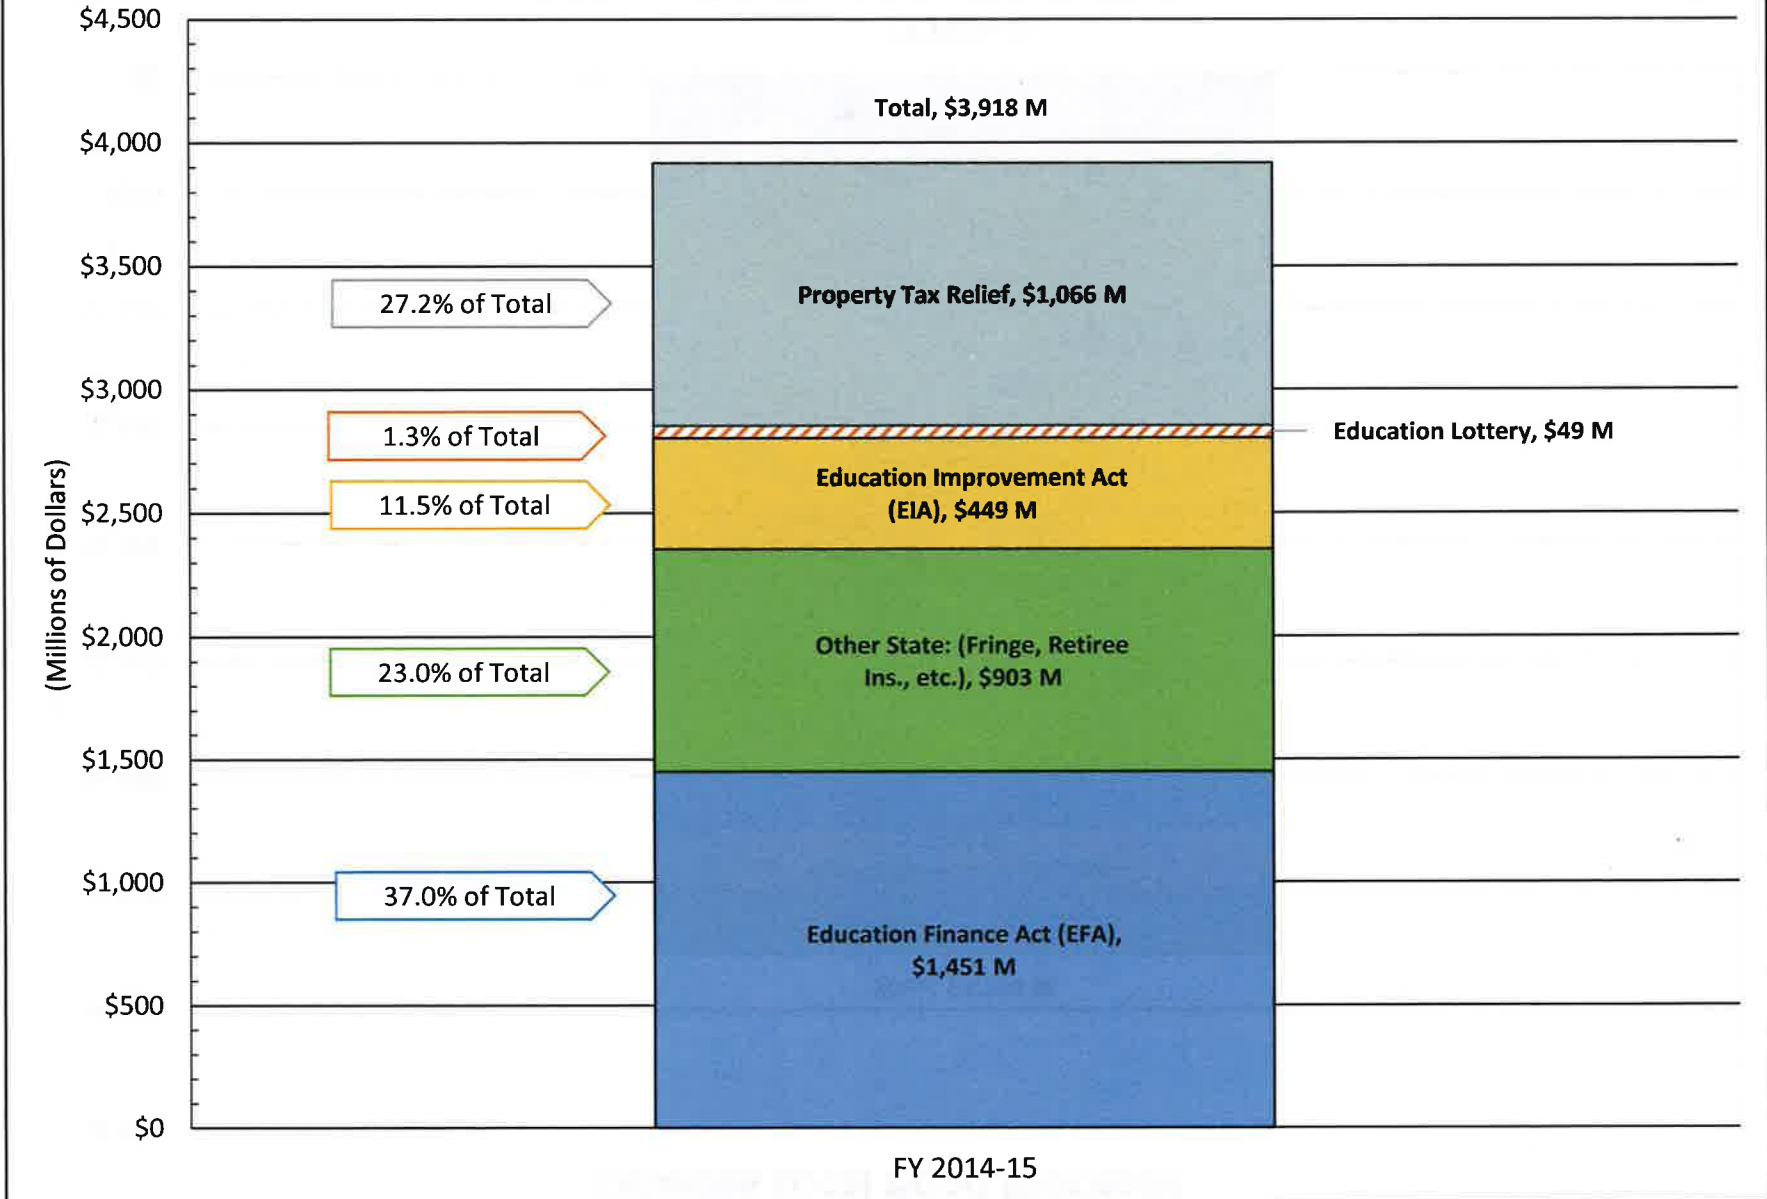 $4,500
Total, $3,918 M
$4,000
$3,500
Property Tax Relief, $1,066 M
27.2% of Total
$3,000
1.3% of Total
Education Lottery, $49 M
Education Improvement Act
(EIA), $449 M
11.5% of Total
$2,500
(Millions of Dollars)
$2,000
Other State: (Fringe, Retiree
Ins., etc.), $903 M
23.0% of Total
$1,500
$1,000
37.0% of Total
Education Finance Act (EFA),
$1,451 M
$500
$0
FY 2014-15